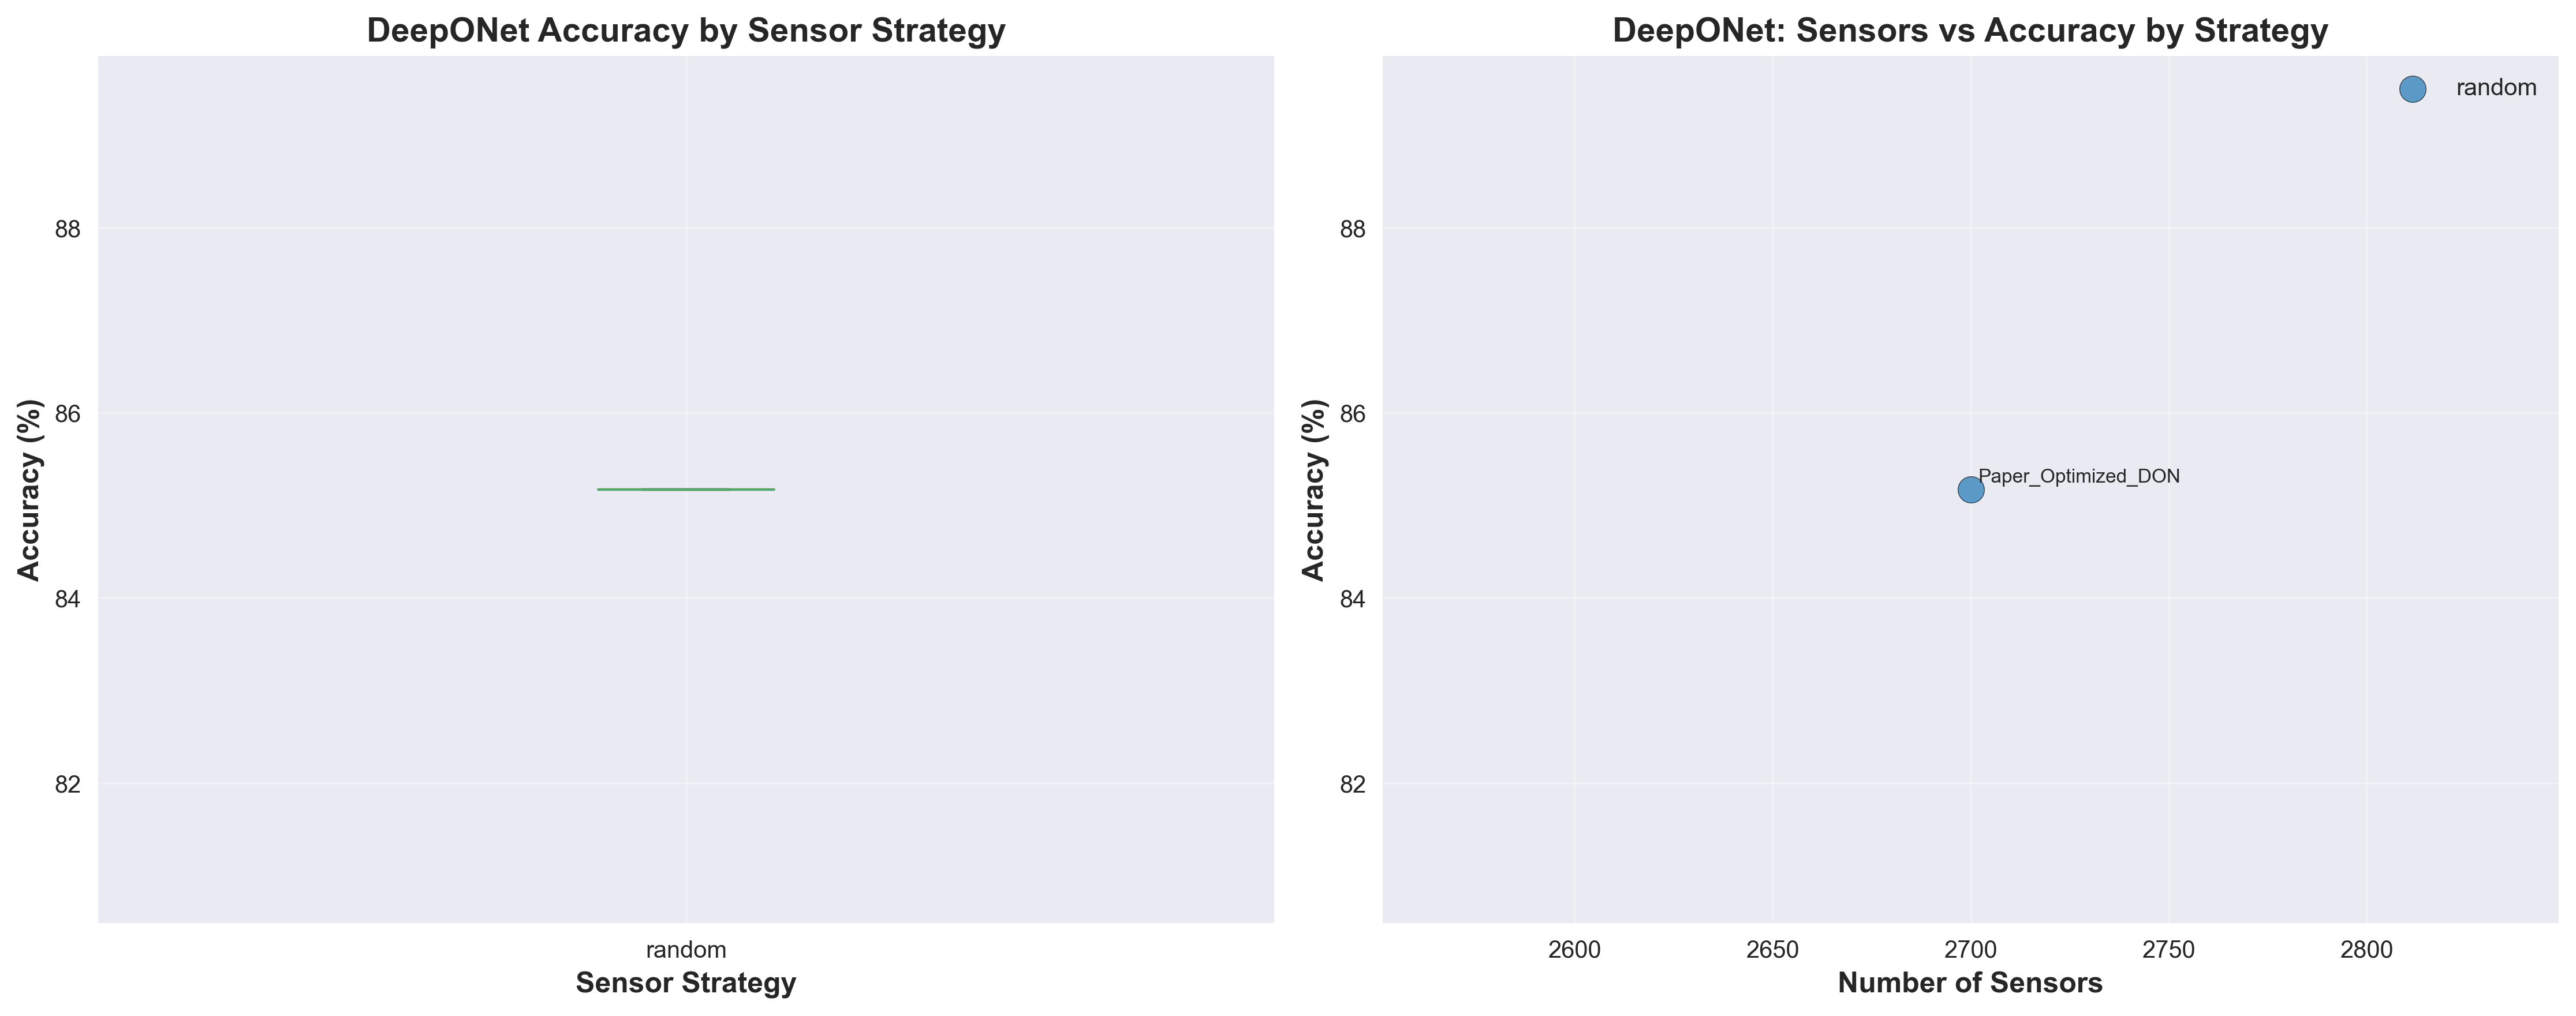 DeepONet Accuracy by Sensor Strategy
Accuracy (%)
88
86
84
82
random
Sensor Strategy
DeepONet: Sensors vs Accuracy by Strategy
random
Accuracy (%)
88
86
84
82
Paper_Optimized_DON
2600 2650 2700 2750 2800
Number of Sensors